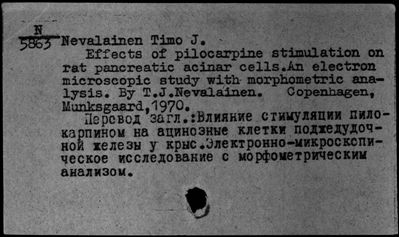 N
5863 Nevalainen Timo J.
Effects of pilocarpine stimulation on
rat pancreatic acinar cells.An electron
microscopic study with morphometric ana-
lysis. By T.J.Nevalainen. Copenhagen,
Munksgaard,1970.
Перевод загл.:Влияние стимуляции пило-
карпином на ацинозные клетки поджедудоч-
ной железы у крыс.Электронно-микроскпи-
ческое исследование с морфометрическим
анализом.